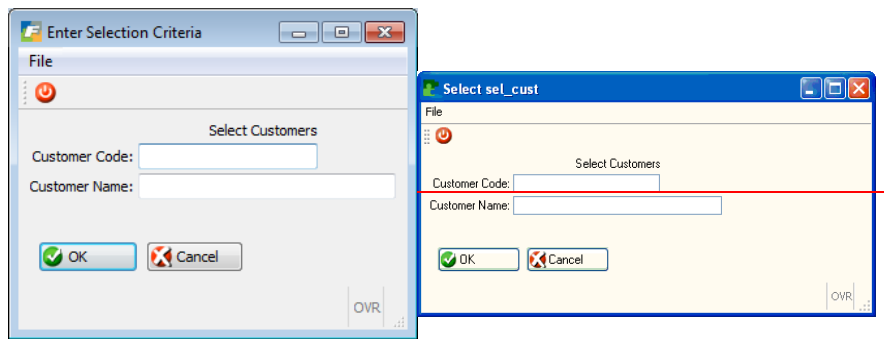 Enter Selection Criteria
File
Select Customers
Customer Code:
Customer Name:
OK
Cancel
OVR
Select sel_cust
File
Select Customers
Customer Code:
Customer Name:
OK
Cancel
OVR